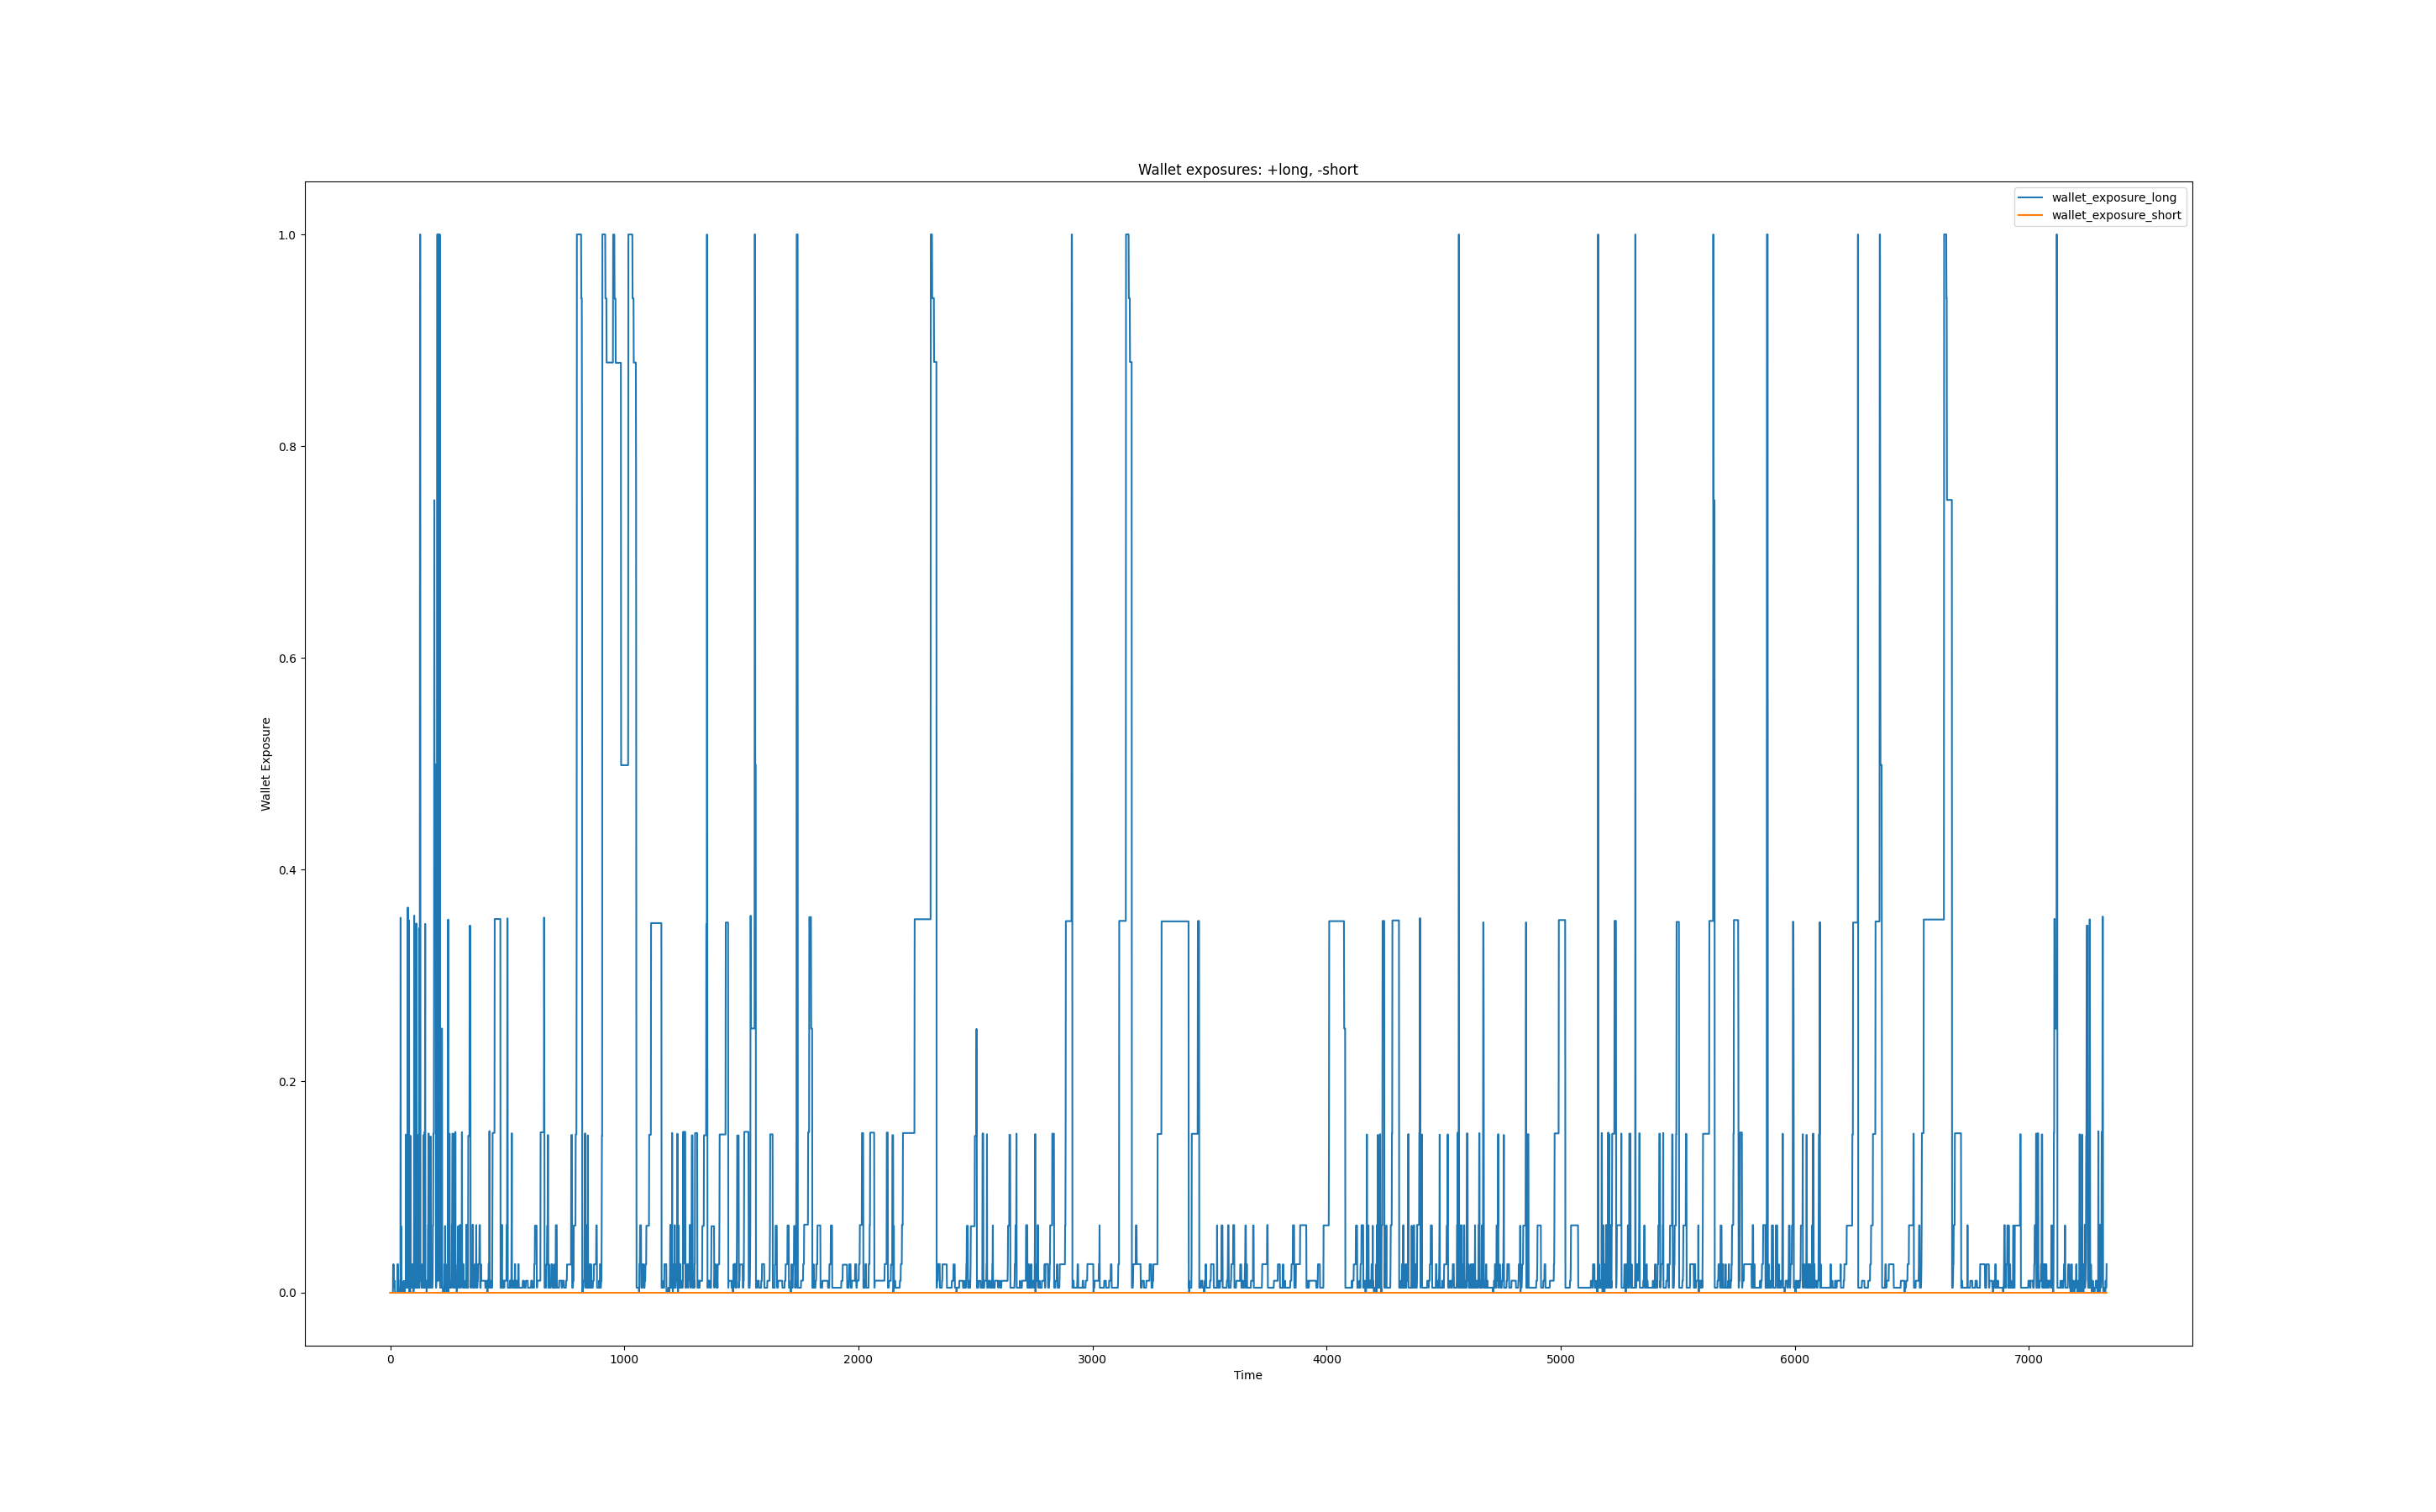 Wallet exposures: +long, -short
wallet_exposure_long
wallet_exposure_short
1.0
0.8
0.6
0.4
0.2
0.0
Wallet Exposure
0 1000 2000 3000 4000 5000 6000 7000
Time